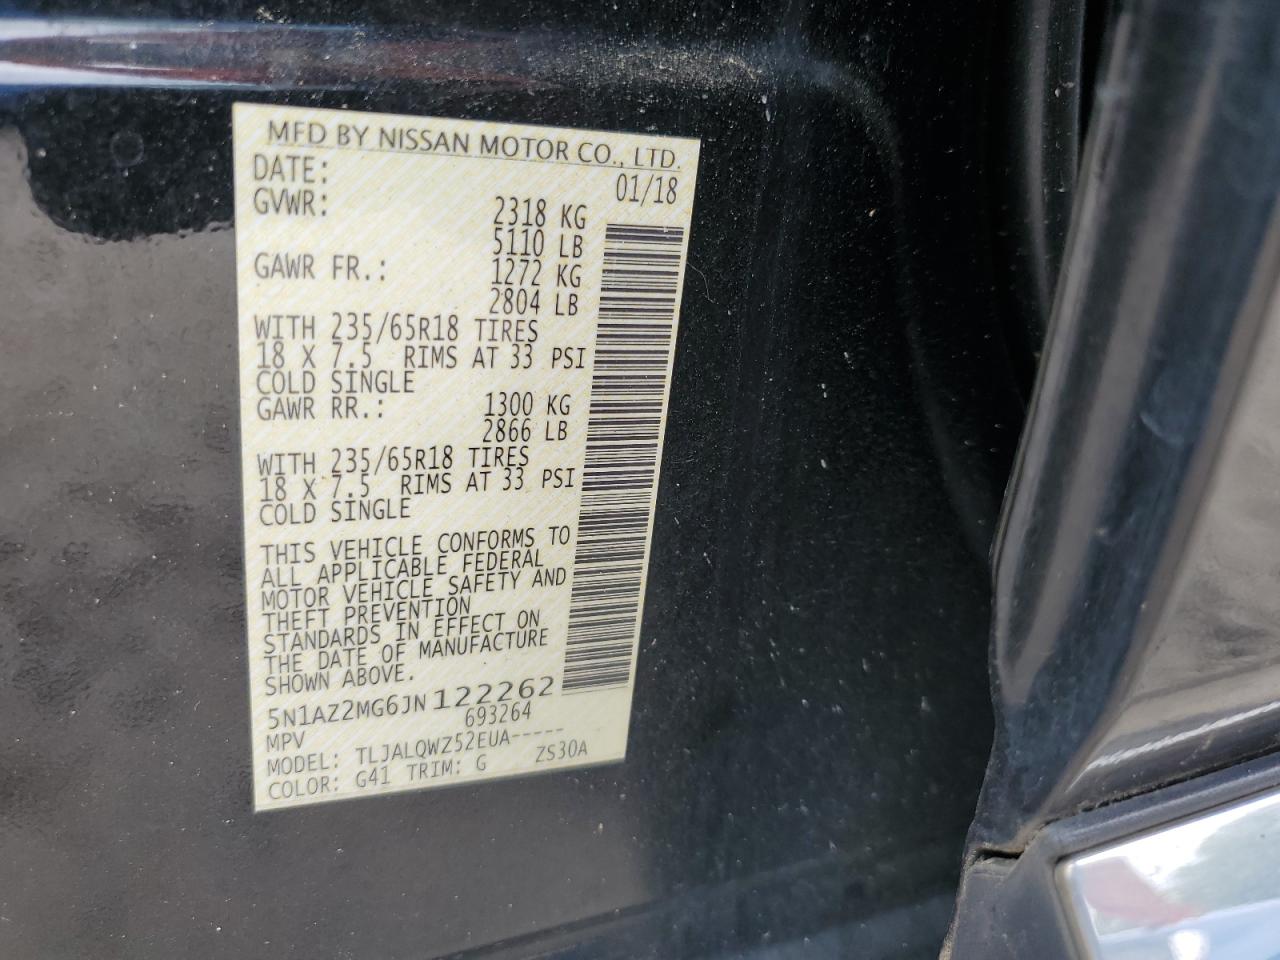 MFD BY NISSAN MOTOR CO., LTD.
DATE: 01/18
GVWR: 2318 KG
5110 LB
GAWR FR.: 1272 KG
2804 LB
WITH 235/65R18 TIRES
18 X 7.5 RIMS AT 33 PSI
COLD SINGLE
GAWR RR.: 1300 KG
2866 LB
WITH 235/65R18 TIRES
18 X 7.5 RIMS AT 33 PSI
COLD SINGLE
THIS VEHICLE CONFORMS TO
ALL APPLICABLE FEDERAL
MOTOR VEHICLE SAFETY AND
THEFT PREVENTION
STANDARDS IN EFFECT ON
THE DATE OF MANUFACTURE
SHOWN ABOVE.
5N1AZ2MG6JN122262
MPV 693264
MODEL: TLJALQWZ52EUA-----
COLOR: G41 TRIM: G ZS30A